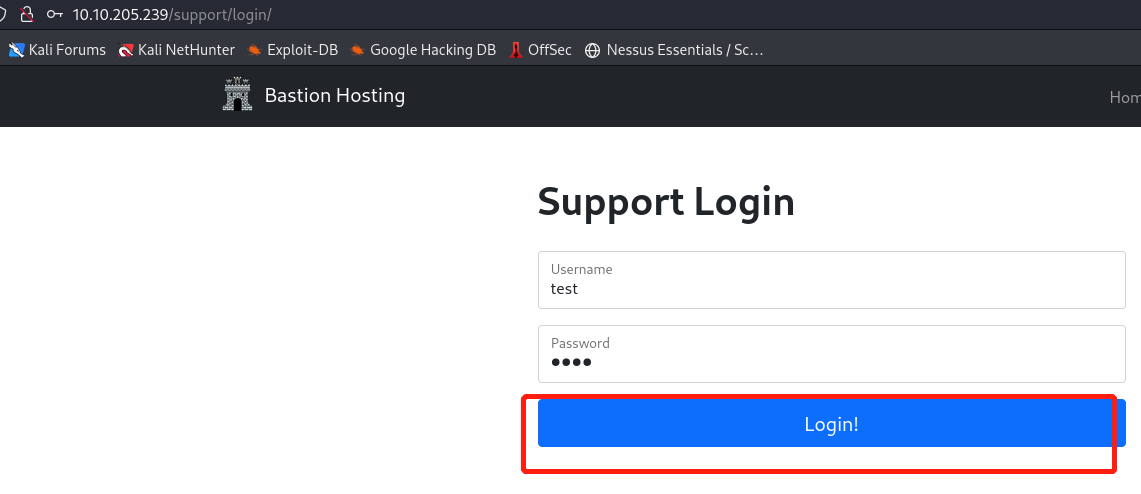 10.10.205.239/support/login/
Kali Forums Kali NetHunter Exploit-DB Google Hacking DB OffSec Nessus Essentials / Sc…
Bastion Hosting Hom
Support Login
Username
test
Password
Login!